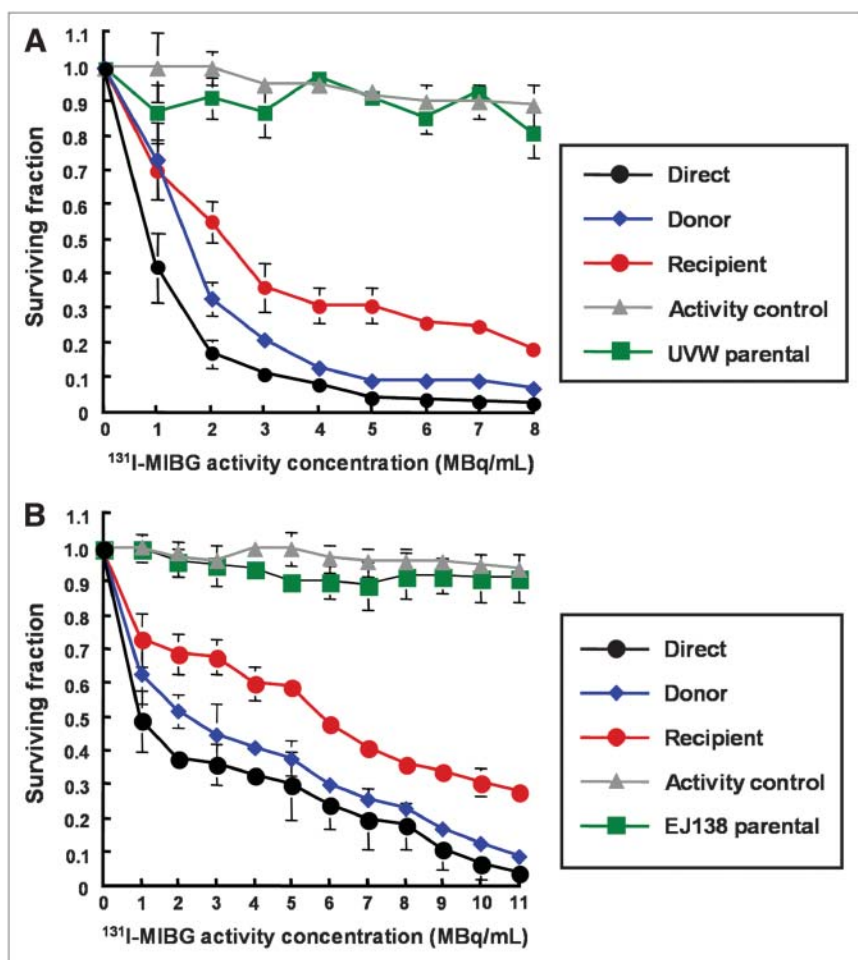 A
1.1
1.0
0.9
0.8
0.7
0.6
0.5
0.4
0.3
0.2
0.1
0
Surviving fraction
0 1 2 3 4 5 6 7 8
¹³¹I-MIBG activity concentration (MBq/mL)
Direct
Donor
Recipient
Activity control
UVW parental
B
1.1
1.0
0.9
0.8
0.7
0.6
0.5
0.4
0.3
0.2
0.1
0
Surviving fraction
0 1 2 3 4 5 6 7 8 9 10 11
¹³¹I-MIBG activity concentration (MBq/mL)
Direct
Donor
Recipient
Activity control
EJ138 parental